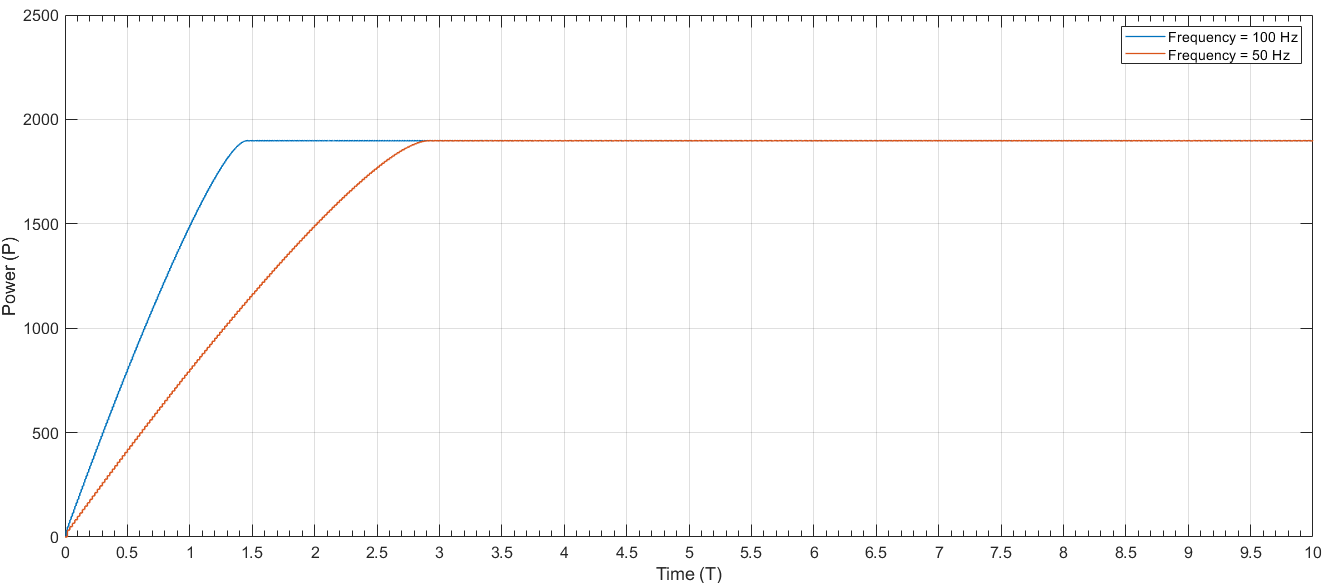 2500
2000
1500
1000
500
0
Power (P)
Frequency = 100 Hz
Frequency = 50 Hz
0 0.5 1 1.5 2 2.5 3 3.5 4 4.5 5 5.5 6 6.5 7 7.5 8 8.5 9 9.5 10
Time (T)